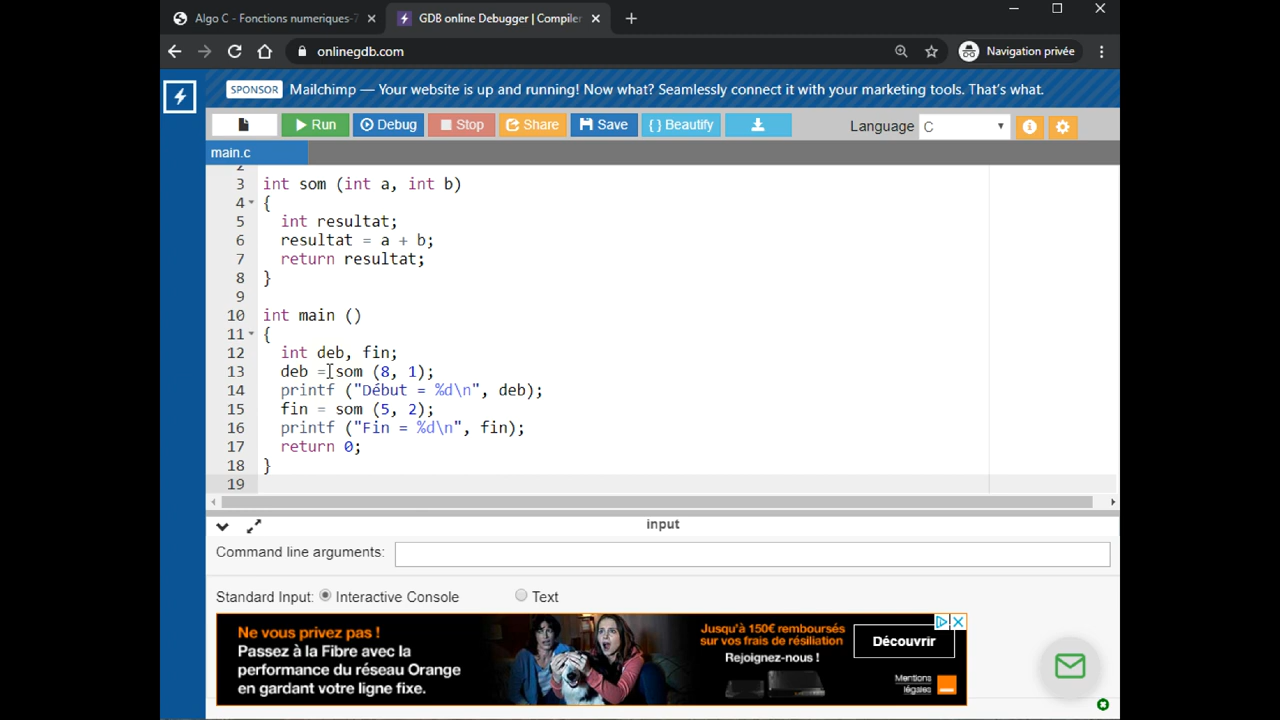 Algo C - Fonctions numeriques-7
GDB online Debugger | Compiler
onlinegdb.com
Navigation privée
SPONSOR Mailchimp — Your website is up and running! Now what? Seamlessly connect it with your marketing tools. That's what.
Run Debug Stop Share Save { } Beautify Language C
main.c
2
3 int som (int a, int b)
4 {
5 int resultat;
6 resultat = a + b;
7 return resultat;
8 }
9
10 int main ()
11 {
12 int deb, fin;
13 deb = som (8, 1);
14 printf ("Début = %d\n", deb);
15 fin = som (5, 2);
16 printf ("Fin = %d\n", fin);
17 return 0;
18 }
19
input
Command line arguments:
Standard Input: Interactive Console Text
Ne vous privez pas !
Passez à la Fibre avec la
performance du réseau Orange
en gardant votre ligne fixe.
Jusqu'à 150€ remboursés
sur vos frais de résiliation
Rejoignez-nous !
Découvrir
Mentions
légales